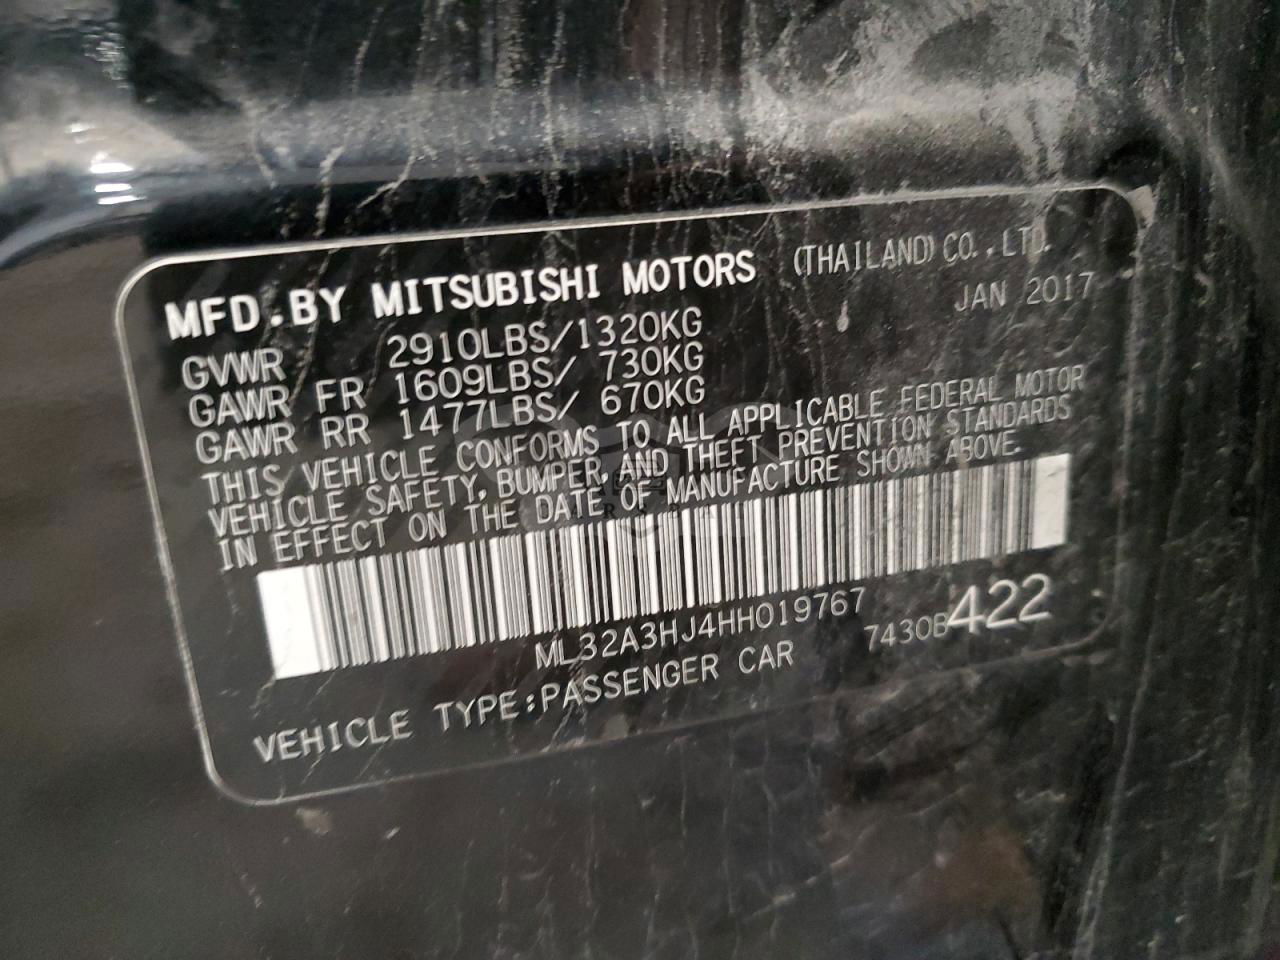 MFD.BY MITSUBISHI MOTORS (THAILAND) CO.,LTD.
JAN 2017
GVWR 2910LBS/1320KG
GAWR FR 1609LBS/ 730KG
GAWR RR 1477LBS/ 670KG
THIS VEHICLE CONFORMS TO ALL APPLICABLE FEDERAL MOTOR
VEHICLE SAFETY, BUMPER, AND THEFT PREVENTION STANDARDS
IN EFFECT ON THE DATE OF MANUFACTURE SHOWN ABOVE.
ML32A3HJ4HH019767
7430B422
VEHICLE TYPE:PASSENGER CAR